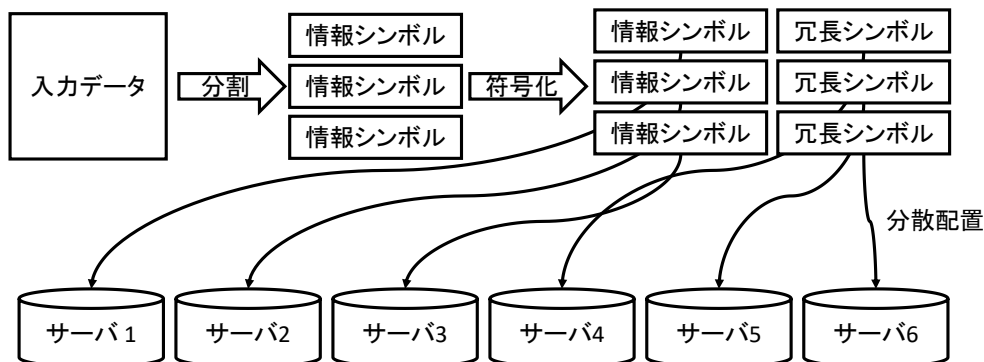 入力データ
分割
情報シンボル
情報シンボル
情報シンボル
符号化
情報シンボル
冗長シンボル
情報シンボル
冗長シンボル
情報シンボル
冗長シンボル
分散配置
サーバ 1
サーバ2
サーバ3
サーバ4
サーバ5
サーバ6